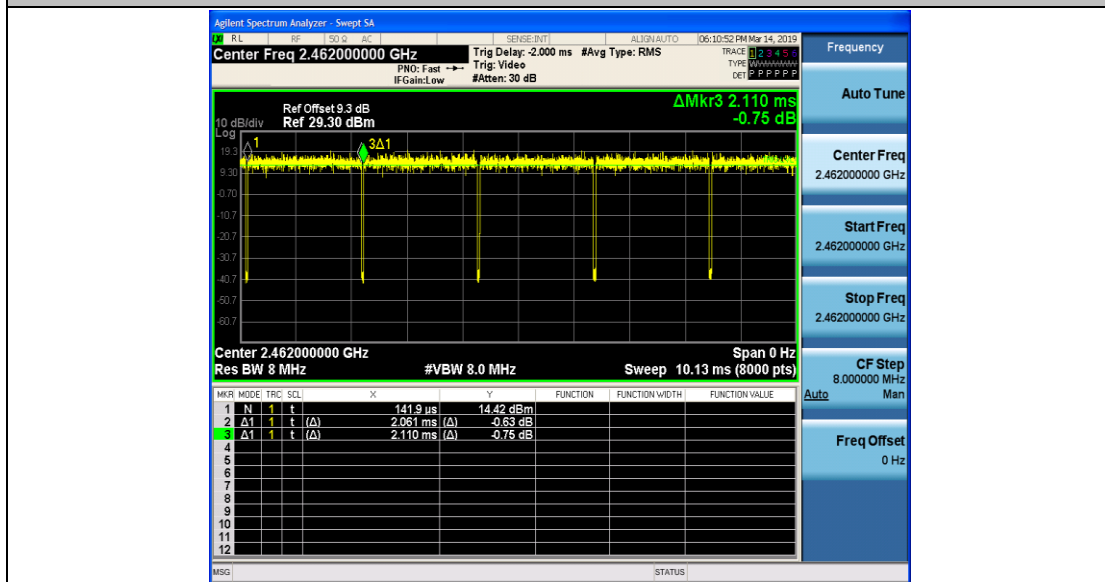 Agilent Spectrum Analyzer - Swept SA
RL RF 50 Ω AC SENSE:INT ALIGN AUTO 06:10:52 PM Mar 14, 2019
Center Freq 2.462000000 GHz
PNO: Fast
IFGain:Low
Trig Delay: -2.000 ms #Avg Type: RMS
Trig: Video
#Atten: 30 dB
TRACE 1 2 3 4 5 6
TYPE
DET P P P P P P
ΔMkr3 2.110 ms
-0.75 dB
Ref Offset 9.3 dB
10 dB/div Ref 29.30 dBm
Log
1
3Δ1
19.3
9.30
-0.70
-10.7
-20.7
-30.7
-40.7
-50.7
-60.7
Center 2.462000000 GHz Span 0 Hz
Res BW 8 MHz #VBW 8.0 MHz Sweep 10.13 ms (8000 pts)
MKR MODE TRC SCL X Y FUNCTION FUNCTION WIDTH FUNCTION VALUE
1 N 1 t 141.9 µs 14.42 dBm
2 Δ1 1 t (Δ) 2.061 ms (Δ) -0.63 dB
3 Δ1 1 t (Δ) 2.110 ms (Δ) -0.75 dB
4
5
6
7
8
9
10
11
12
MSG STATUS
Frequency
Auto Tune
Center Freq
2.462000000 GHz
Start Freq
2.462000000 GHz
Stop Freq
2.462000000 GHz
CF Step
8.000000 MHz
Auto Man
Freq Offset
0 Hz